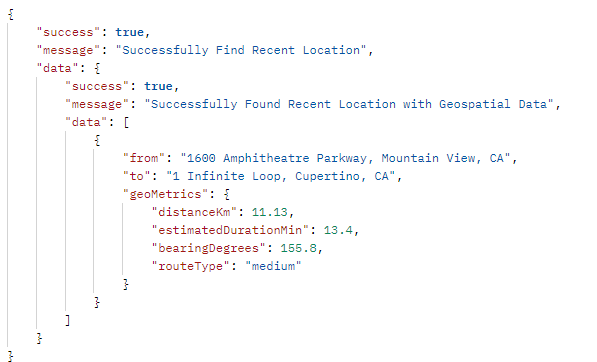 {
"success": true,
"message": "Successfully Find Recent Location",
"data": {
"success": true,
"message": "Successfully Found Recent Location with Geospatial Data",
"data": [
{
"from": "1600 Amphitheatre Parkway, Mountain View, CA",
"to": "1 Infinite Loop, Cupertino, CA",
"geoMetrics": {
"distanceKm": 11.13,
"estimatedDurationMin": 13.4,
"bearingDegrees": 155.8,
"routeType": "medium"
}
}
]
}
}